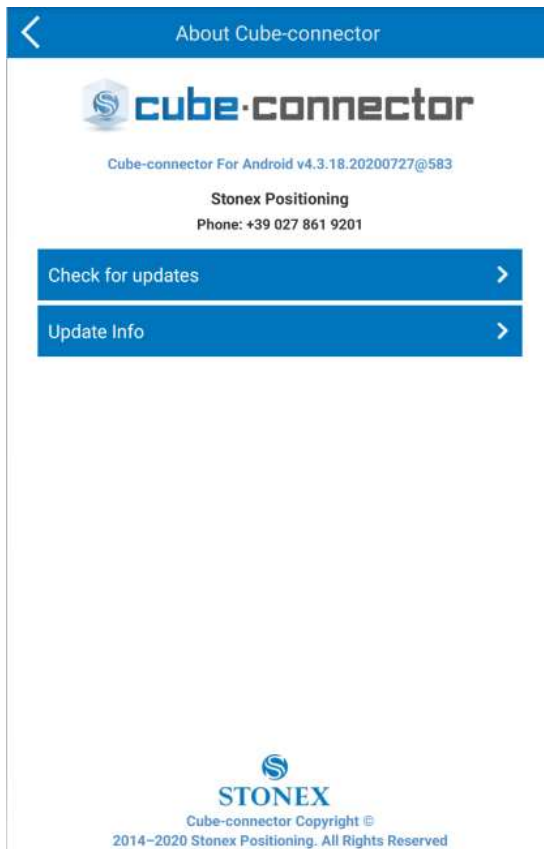 About Cube-connector
cube·connector
Cube-connector For Android v4.3.18.20200727@583
Stonex Positioning
Phone: +39 027 861 9201
Check for updates
Update Info
STONEX
Cube-connector Copyright ©
2014–2020 Stonex Positioning. All Rights Reserved